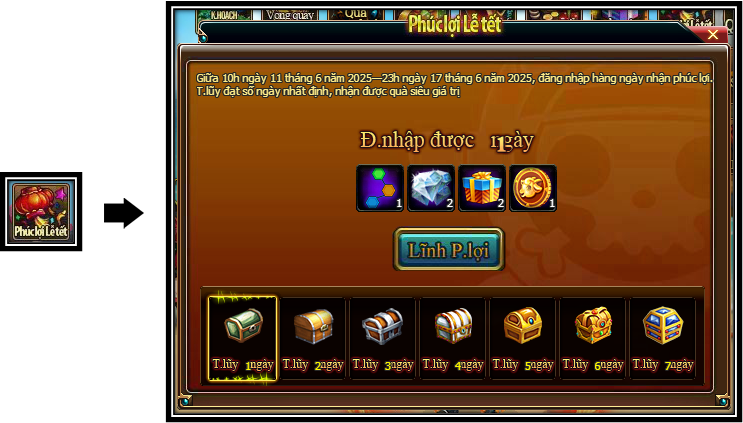 K.HOẠCH
Vòng quay
Quà
Phúc lợi Lễ tết
Giữa 10h ngày 11 tháng 6 năm 2025—23h ngày 17 tháng 6 năm 2025, đăng nhập hàng ngày nhận phúc lợi.
T.lũy đạt số ngày nhất định, nhận được quà siêu giá trị
Đ.nhập được 1ngày
1 2 2 1
Phúc lợi Lễ tết
Lĩnh P.lợi
T.lũy 1ngày T.lũy 2ngày T.lũy 3ngày T.lũy 4ngày T.lũy 5ngày T.lũy 6ngày T.lũy 7ngày